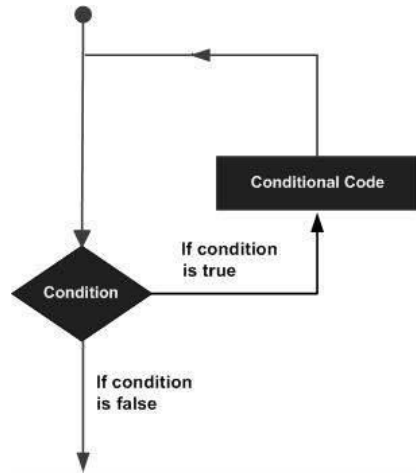 Conditional Code
If condition
is true
Condition
If condition
is false